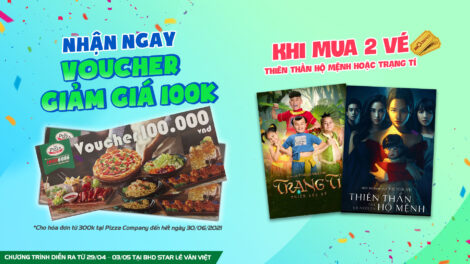 NHẬN NGAY
VOUCHER
GIẢM GIÁ 100K
Voucher 100.000
vnđ
*Cho hóa đơn từ 300k tại Pizza Company đến hết ngày 30/06/2021
KHI MUA 2 VÉ
THIÊN THẦN HỘ MỆNH HOẶC TRẠNG TÍ
TRẠNG TÍ
THIÊN THẦN
HỘ MỆNH
CHƯƠNG TRÌNH DIỄN RA TỪ 29/04 - 03/05 TẠI BHD STAR LÊ VĂN VIỆT